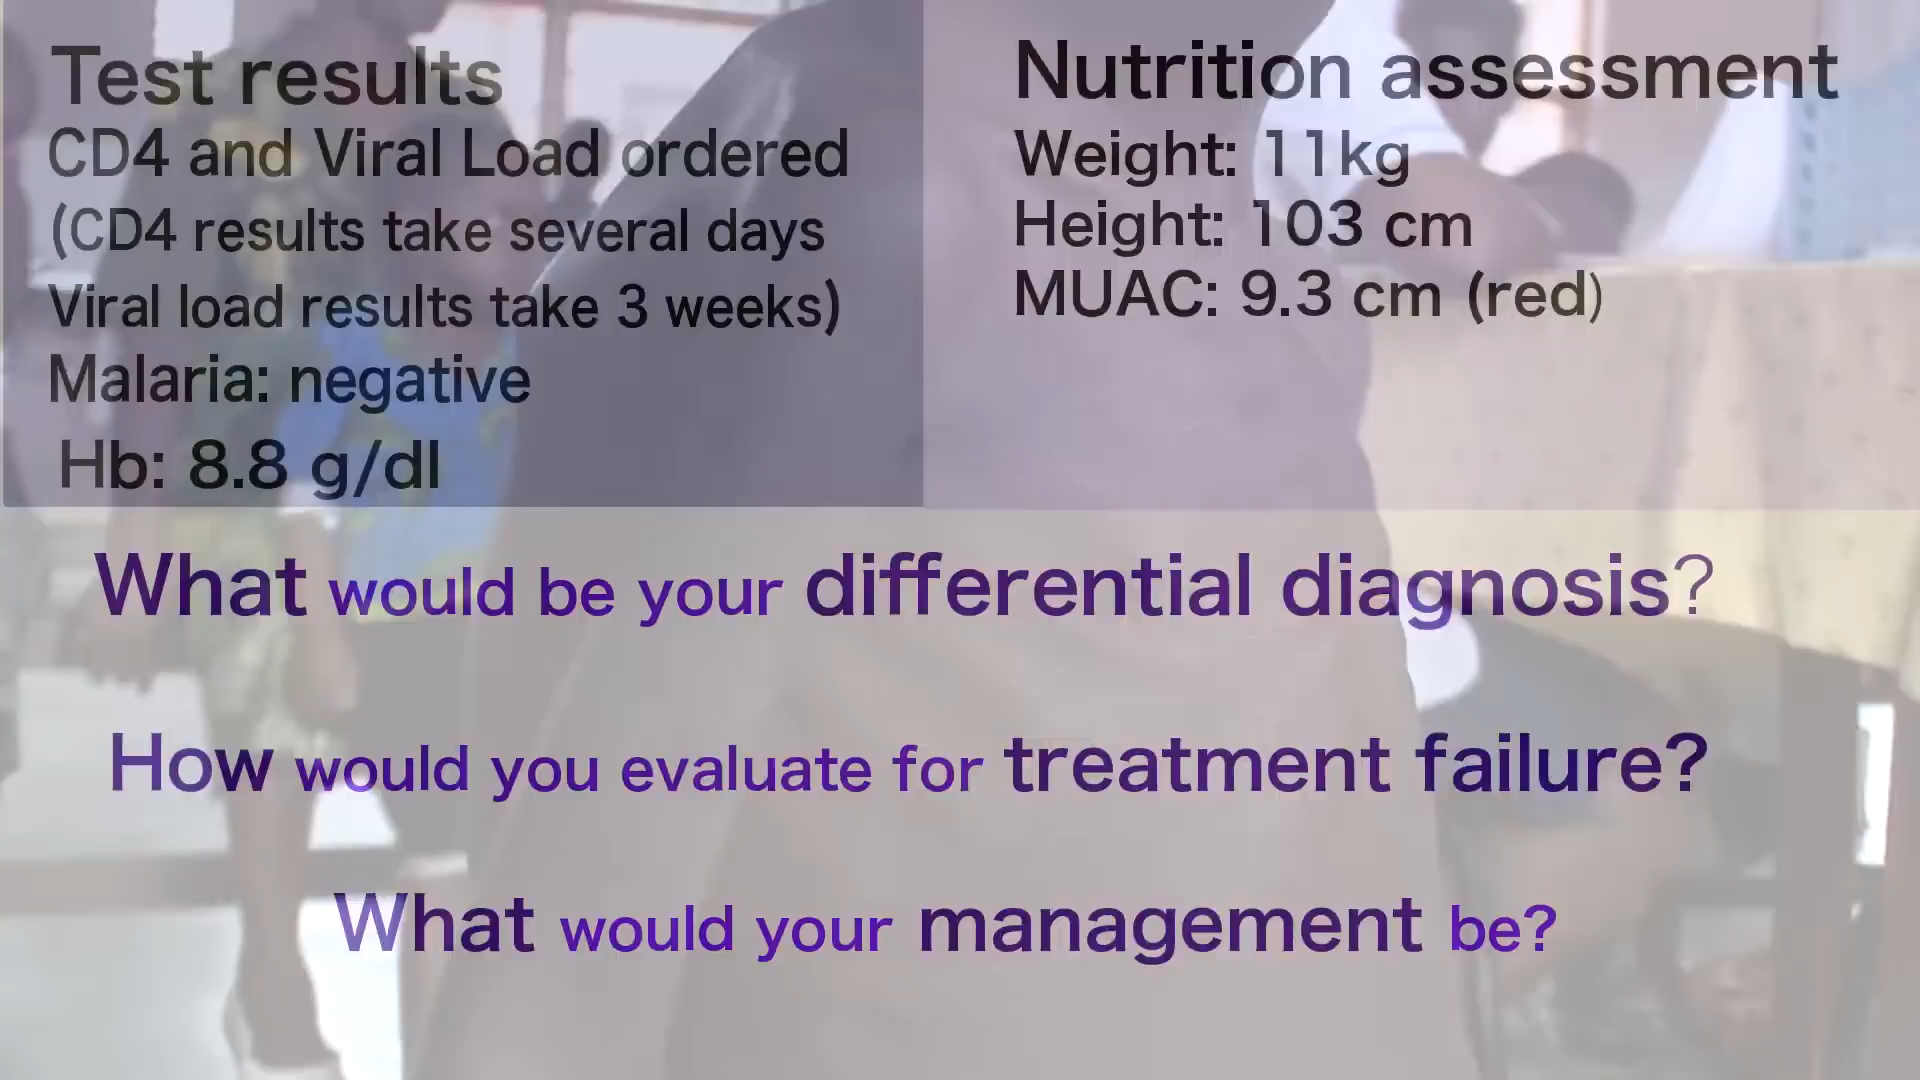 Test results
CD4 and Viral Load ordered
(CD4 results take several days
Viral load results take 3 weeks)
Malaria: negative
Hb: 8.8 g/dl
Nutrition assessment
Weight: 11kg
Height: 103 cm
MUAC: 9.3 cm (red)
What would be your differential diagnosis?
How would you evaluate for treatment failure?
What would your management be?